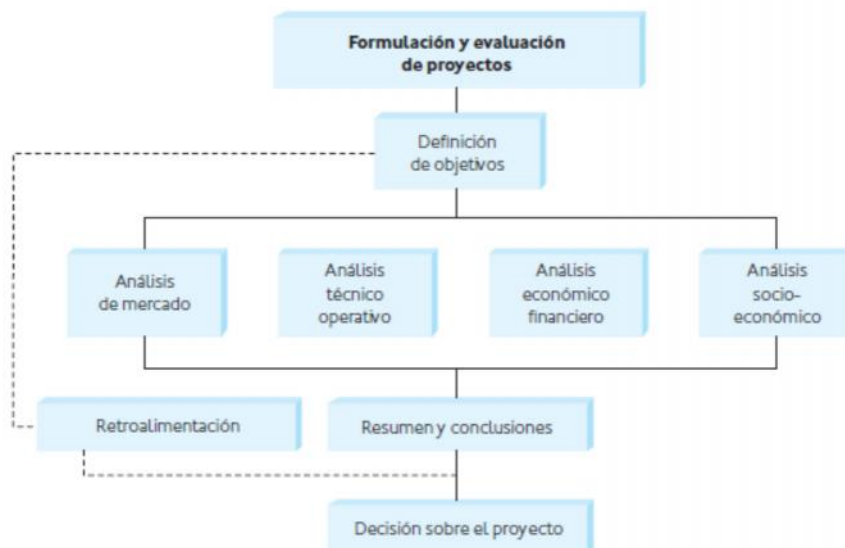 Formulación y evaluación
de proyectos
Definición
de objetivos
Análisis
de mercado
Análisis
técnico
operativo
Análisis
económico
financiero
Análisis
socio-
económico
Retroalimentación
Resumen y conclusiones
Decisión sobre el proyecto